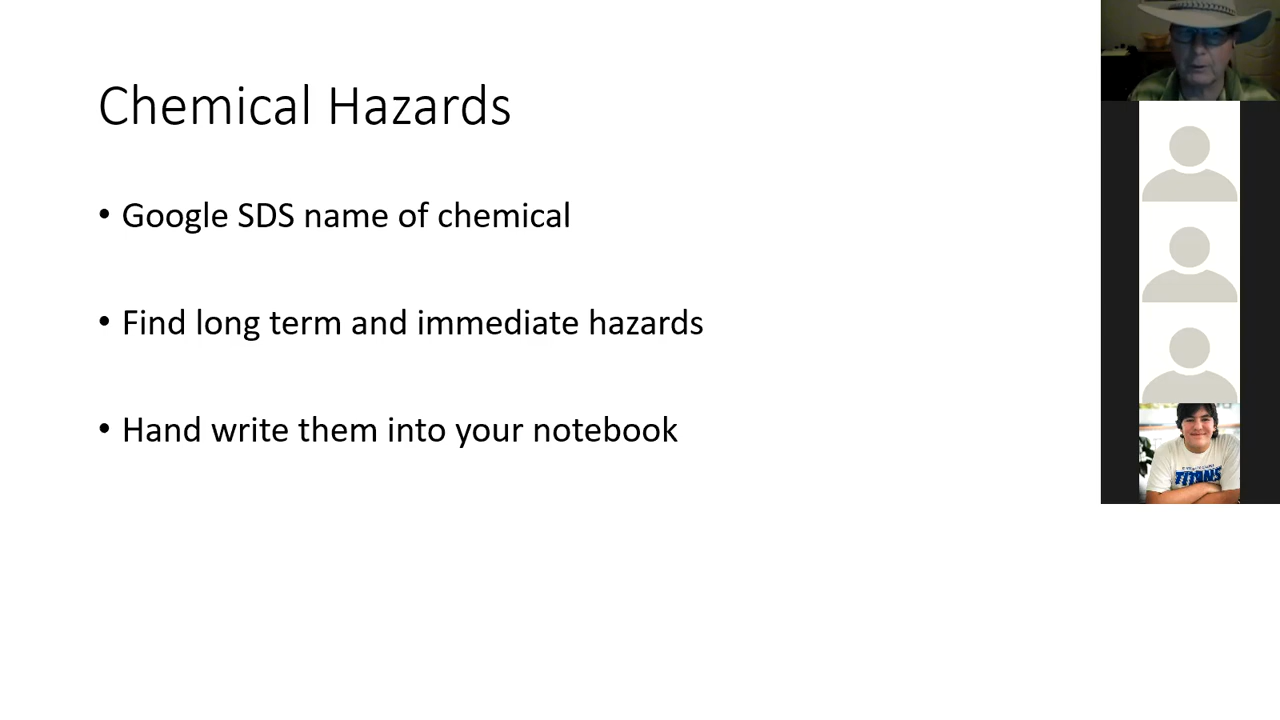 Chemical Hazards
• Google SDS name of chemical
• Find long term and immediate hazards
• Hand write them into your notebook
TITANS